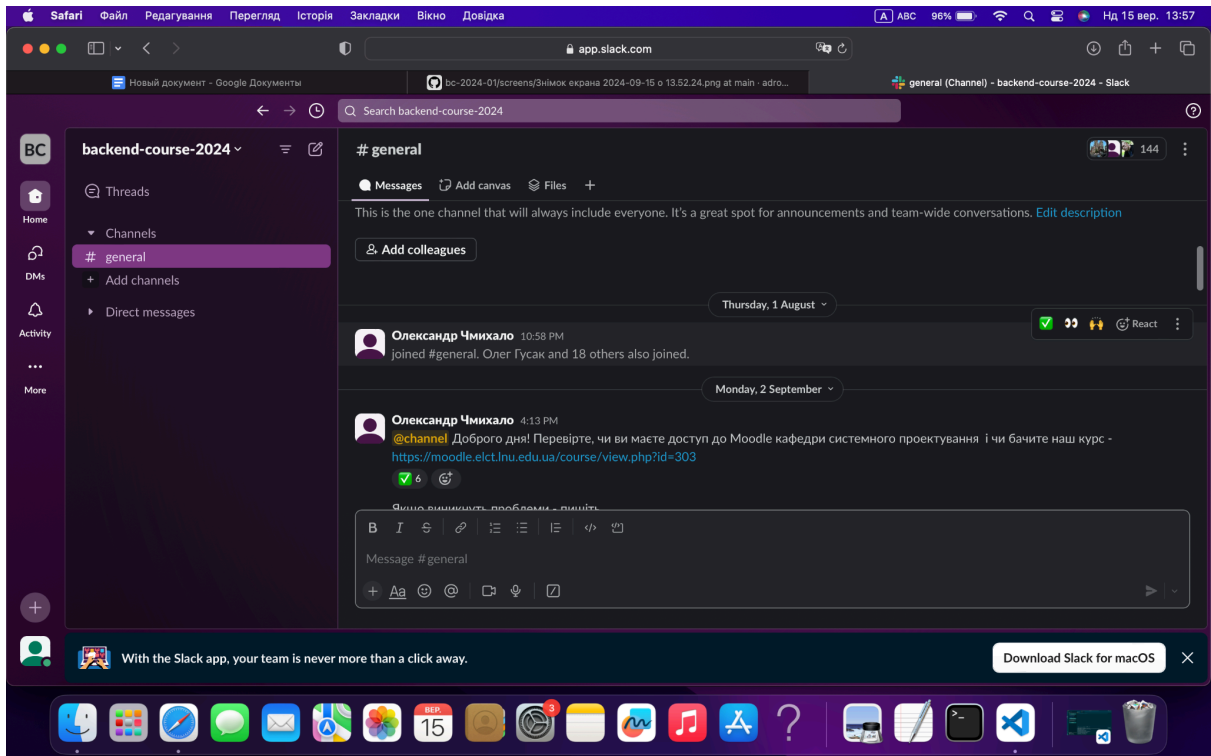 Safari Файл Редагування Перегляд Історія Закладки Вікно Довідка A ABC 96% Нд 15 вер. 13:57
app.slack.com
Новый документ - Google Документы bc-2024-01/screens/Знімок екрана 2024-09-15 о 13.52.24.png at main · adro... general (Channel) - backend-course-2024 - Slack
Search backend-course-2024
BC backend-course-2024
Home
DMs
Activity
More
Threads
Channels
# general
+ Add channels
Direct messages
# general 144
Messages Add canvas Files +
This is the one channel that will always include everyone. It's a great spot for announcements and team-wide conversations. Edit description
Add colleagues
Thursday, 1 August
React
Олександр Чмихало 10:58 PM
joined #general. Олег Гусак and 18 others also joined.
Monday, 2 September
Олександр Чмихало 4:13 PM
@channel Доброго дня! Перевірте, чи ви маєте доступ до Moodle кафедри системного проектування і чи бачите наш курс -
https://moodle.elct.lnu.edu.ua/course/view.php?id=303
6
Якщо виникнуть проблеми - пишіть
B I S
Message #general
+ Aa @
With the Slack app, your team is never more than a click away. Download Slack for macOS
ВЕР.
15
3